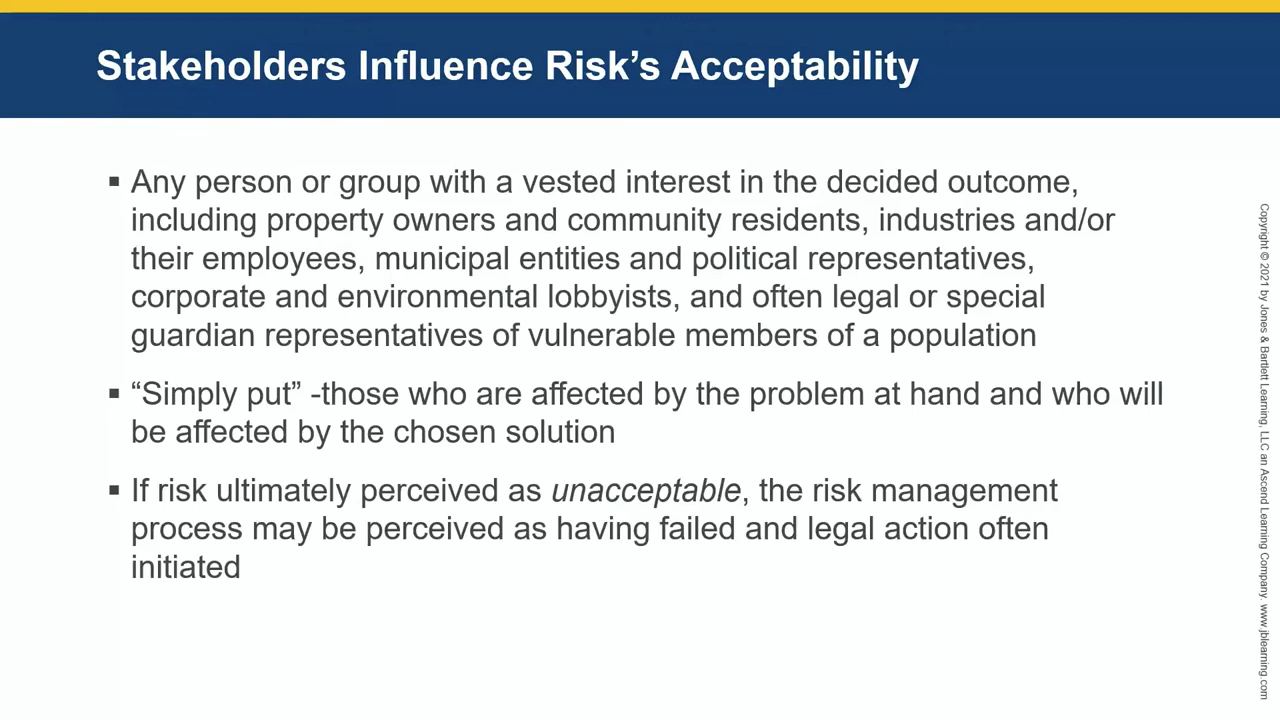 Stakeholders Influence Risk’s Acceptability
▪ Any person or group with a vested interest in the decided outcome,
including property owners and community residents, industries and/or
their employees, municipal entities and political representatives,
corporate and environmental lobbyists, and often legal or special
guardian representatives of vulnerable members of a population
▪ “Simply put” -those who are affected by the problem at hand and who will
be affected by the chosen solution
▪ If risk ultimately perceived as unacceptable, the risk management
process may be perceived as having failed and legal action often
initiated
Copyright © 2021 by Jones & Bartlett Learning, LLC an Ascend Learning Company. www.jblearning.com